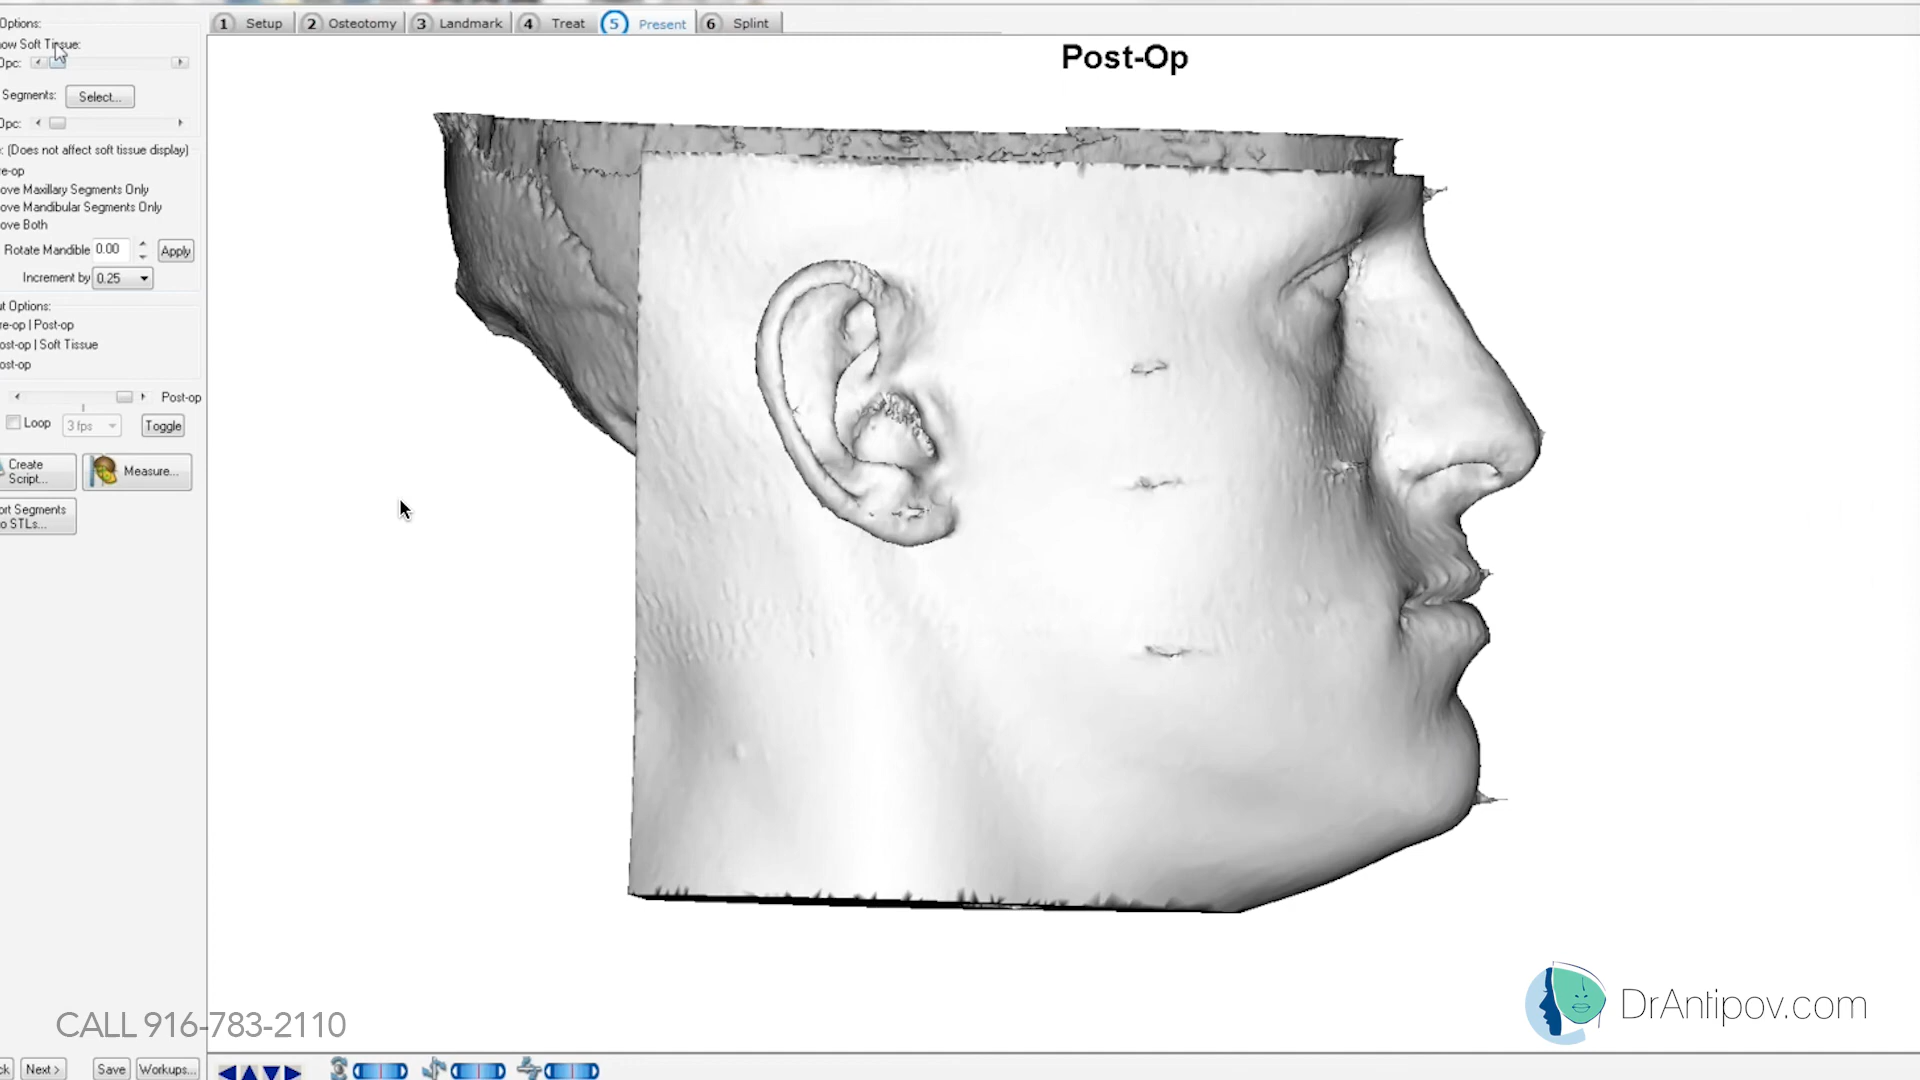 Options:
ow Soft Tissue:
Opc:
Segments: Select...
Opc:
: (Does not affect soft tissue display)
re-op
ove Maxillary Segments Only
ove Mandibular Segments Only
ove Both
Rotate Mandible 0.00 Apply
Increment by 0.25
ut Options:
re-op | Post-op
ost-op | Soft Tissue
ost-op
Post-op
Loop 3 fps Toggle
Create
Script...
Measure...
ort Segments
o STLs...
ck Next > Save Workups...
1 Setup 2 Osteotomy 3 Landmark 4 Treat 5 Present 6 Splint
Post-Op
CALL 916-783-2110
DrAntipov.com